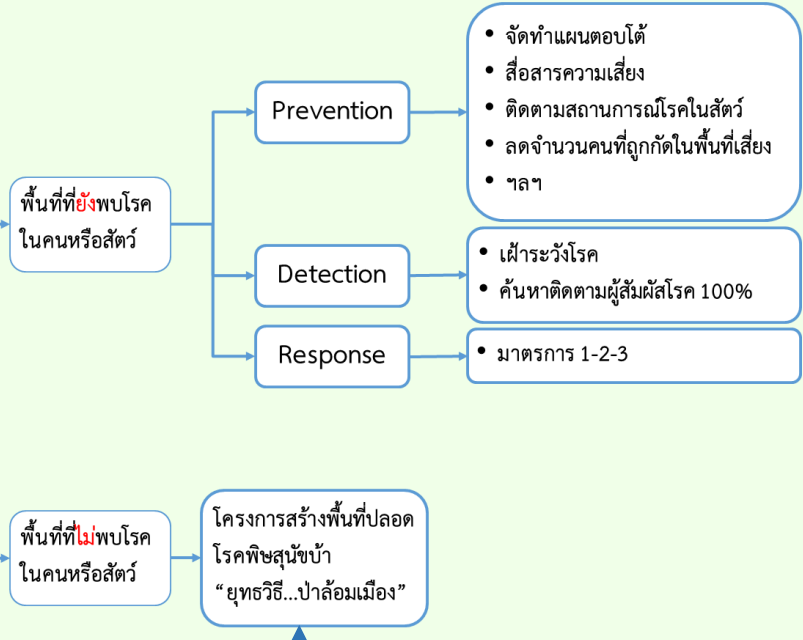 พื้นที่ที่ยังพบโรค
ในคนหรือสัตว์
Prevention
• จัดทำแผนตอบโต้
• สื่อสารความเสี่ยง
• ติดตามสถานการณ์โรคในสัตว์
• ลดจำนวนคนที่ถูกกัดในพื้นที่เสี่ยง
• ฯลฯ
Detection
• เฝ้าระวังโรค
• ค้นหาติดตามผู้สัมผัสโรค 100%
Response
• มาตรการ 1-2-3
พื้นที่ที่ไม่พบโรค
ในคนหรือสัตว์
โครงการสร้างพื้นที่ปลอด
โรคพิษสุนัขบ้า
“ยุทธวิธี...ป่าล้อมเมือง”